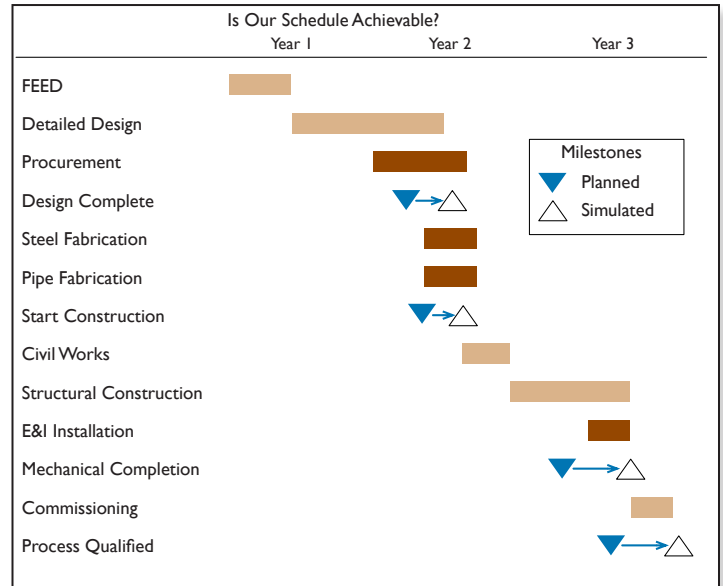 Is Our Schedule Achievable?
Year 1 Year 2 Year 3
FEED
Detailed Design
Procurement
Design Complete
Steel Fabrication
Pipe Fabrication
Start Construction
Civil Works
Structural Construction
E&I Installation
Mechanical Completion
Commissioning
Process Qualified
Milestones
Planned
Simulated